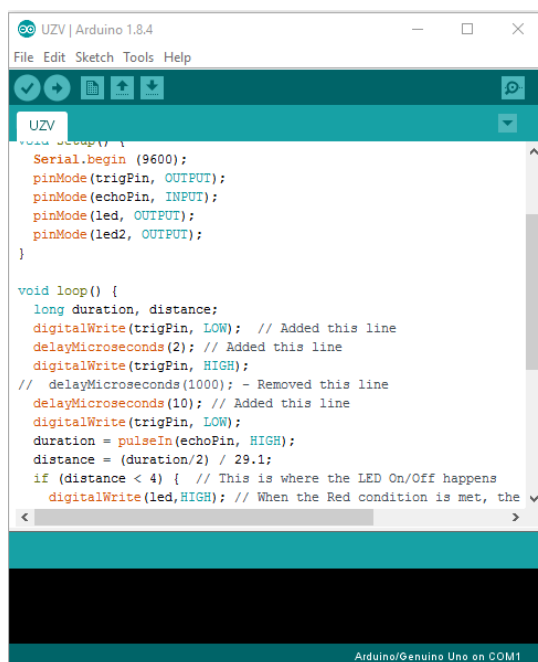 UZV | Arduino 1.8.4
File Edit Sketch Tools Help
UZV
void setup() {
Serial.begin (9600);
pinMode(trigPin, OUTPUT);
pinMode(echoPin, INPUT);
pinMode(led, OUTPUT);
pinMode(led2, OUTPUT);
}
void loop() {
long duration, distance;
digitalWrite(trigPin, LOW);  // Added this line
delayMicroseconds(2); // Added this line
digitalWrite(trigPin, HIGH);
//  delayMicroseconds(1000); - Removed this line
delayMicroseconds(10); // Added this line
digitalWrite(trigPin, LOW);
duration = pulseIn(echoPin, HIGH);
distance = (duration/2) / 29.1;
if (distance < 4) {  // This is where the LED On/Off happens
digitalWrite(led,HIGH); // When the Red condition is met, the
Arduino/Genuino Uno on COM1